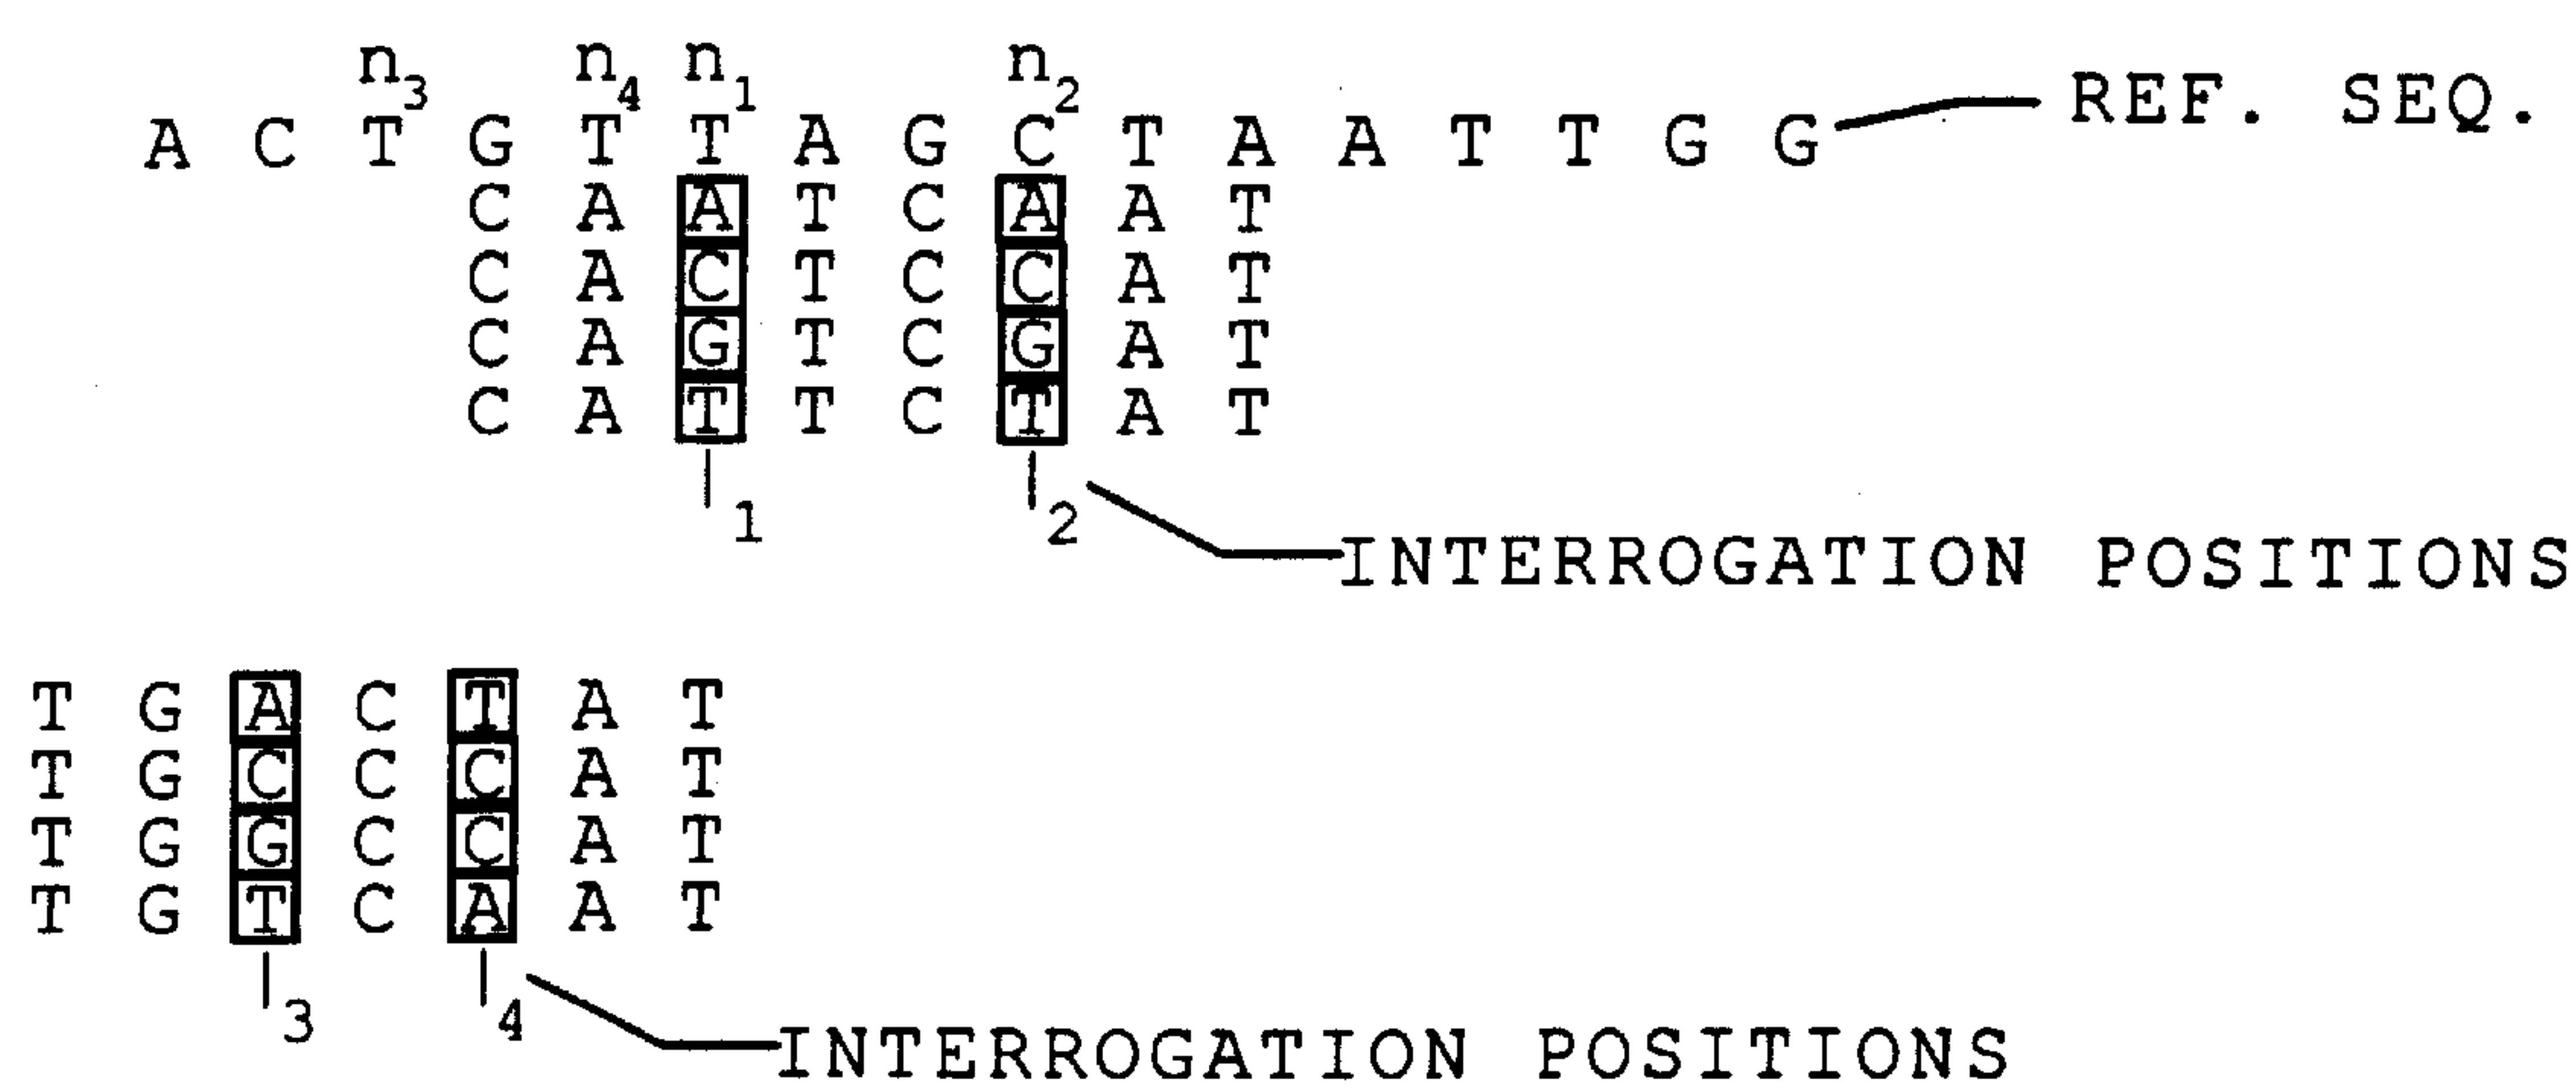 n3 n4 n1 n2
A C T G T T A G C T A A T T G G REF. SEQ.
C A A T C A A T
C A C T C C A T
C A G T C G A T
C A T T C T A T
1 2
INTERROGATION POSITIONS
T G A C T A T
T G C C C A T
T G G C C A T
T G T C A A T
3 4
INTERROGATION POSITIONS